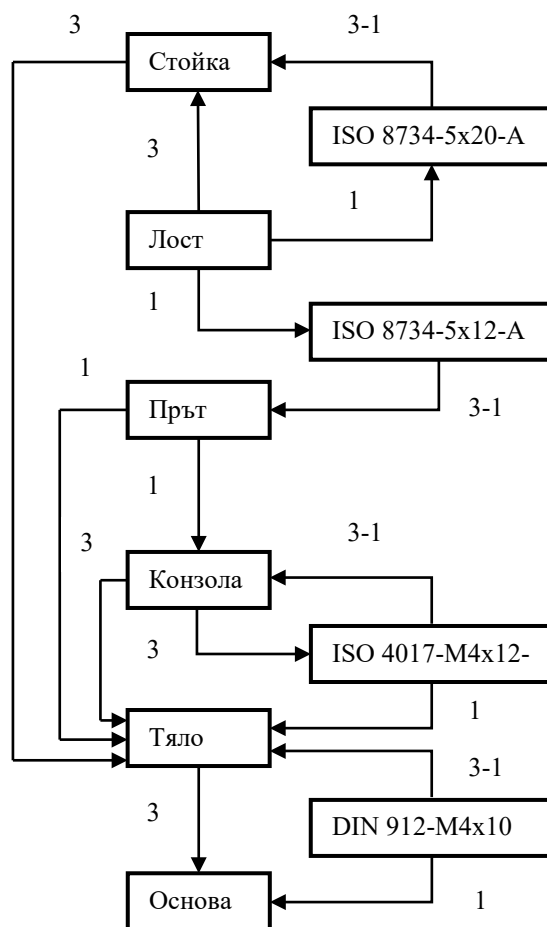 3
3-1
Стойка
ISO 8734-5x20-A
3
1
Лост
1
ISO 8734-5x12-A
1
Прът
3-1
1
3
3-1
Конзола
3
ISO 4017-M4x12-
1
Тяло
3-1
3
DIN 912-M4x10
Основа
1